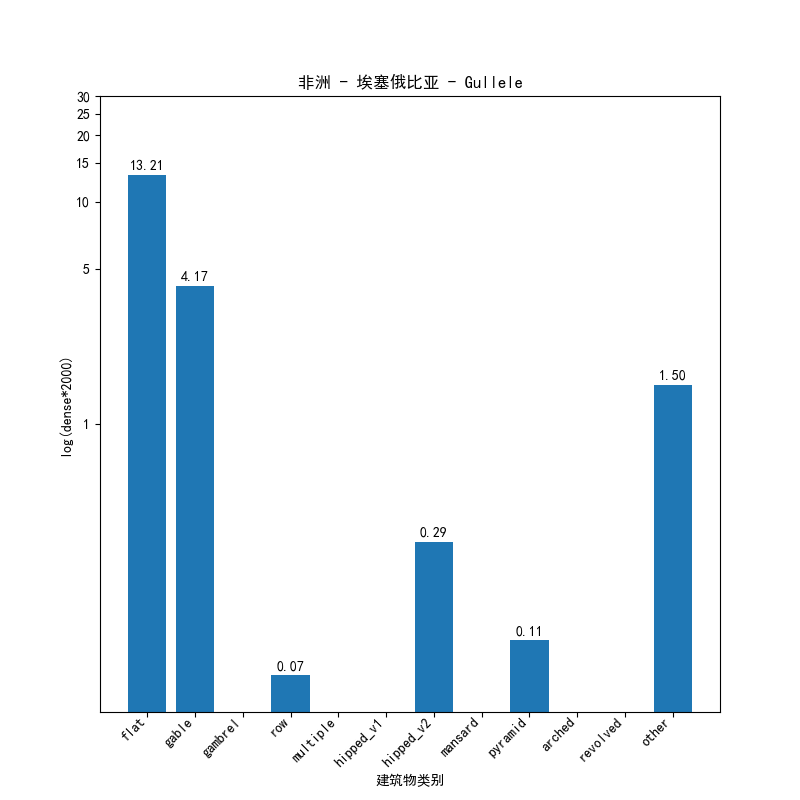 非洲 - 埃塞俄比亚 - Gullele
30
25
20
15
10
5
1
log(dense*2000)
13.21
4.17
0.07
0.29
0.11
1.50
flat
gable
gambrel
row
multiple
hipped_v1
hipped_v2
mansard
pyramid
arched
revolved
other
建筑物类别